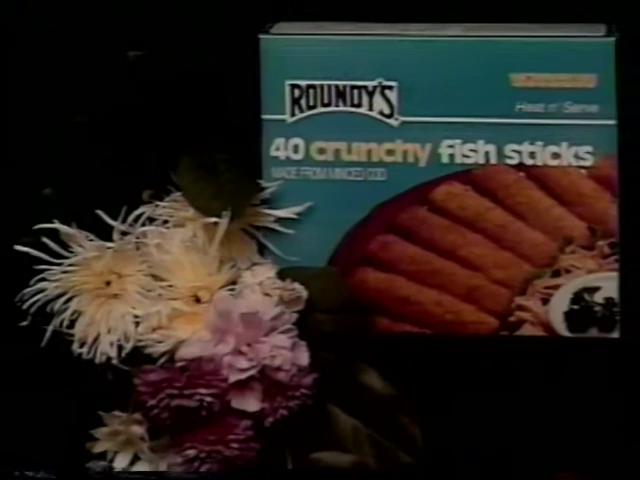 ROUNDY'S
Heat n' Serve
40 crunchy fish sticks
MADE FROM MINCED COD